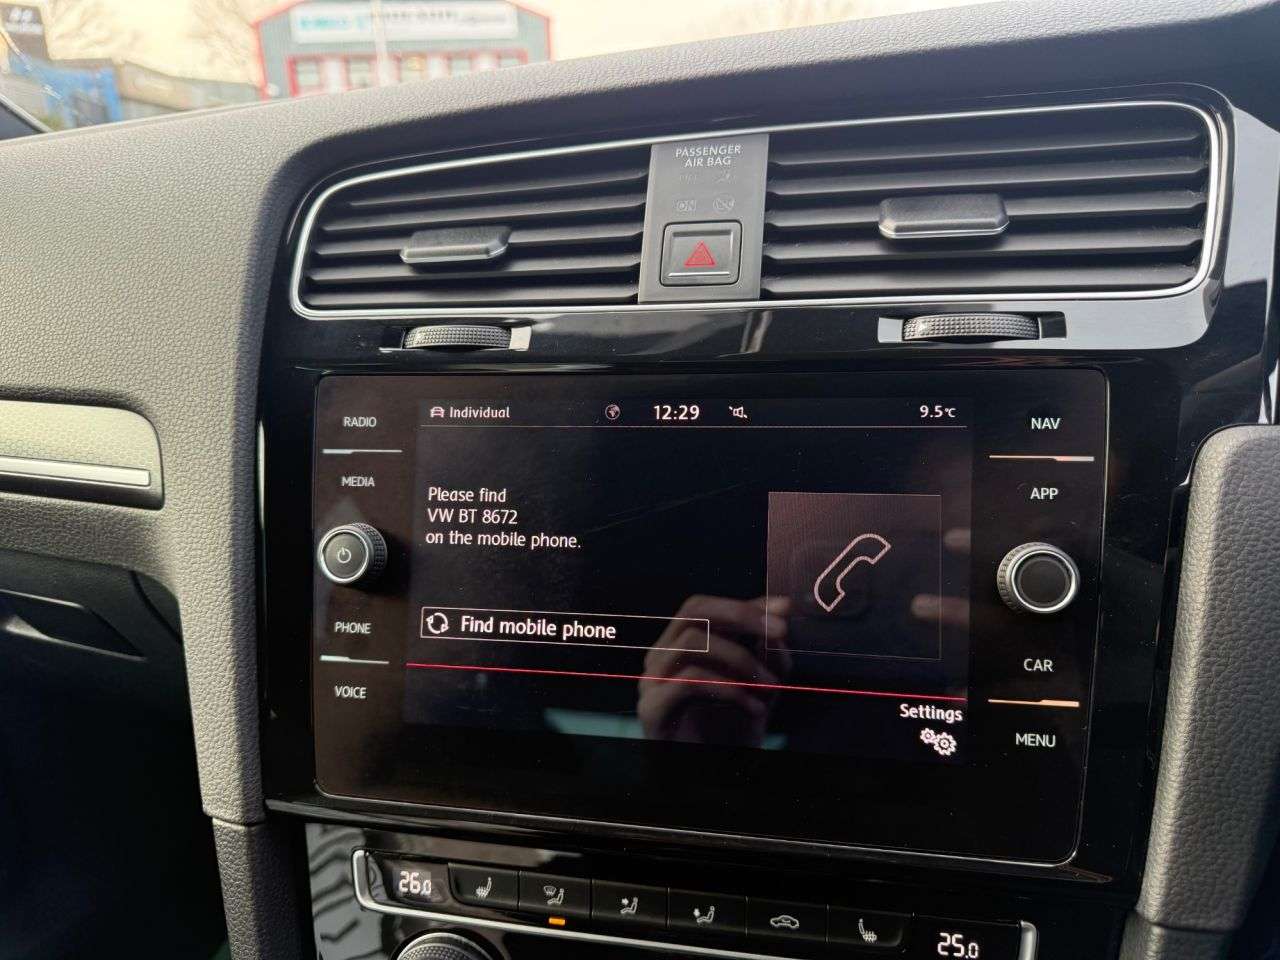 PASSENGER
AIR BAG
ON
RADIO
MEDIA
PHONE
VOICE
Individual
12:29
9.5°C
Please find
VW BT 8672
on the mobile phone.
Find mobile phone
Settings
NAV
APP
CAR
MENU
26.0
25.0